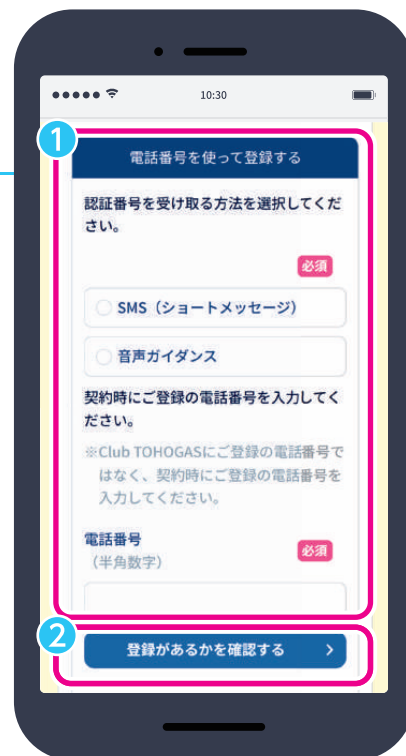 10:30
1
電話番号を使って登録する
認証番号を受け取る方法を選択してくだ
さい。
必須
SMS（ショートメッセージ）
音声ガイダンス
契約時にご登録の電話番号を入力してく
ださい。
※Club TOHOGASにご登録の電話番号で
はなく、契約時にご登録の電話番号を
入力してください。
電話番号
必須
（半角数字）
2
登録があるかを確認する